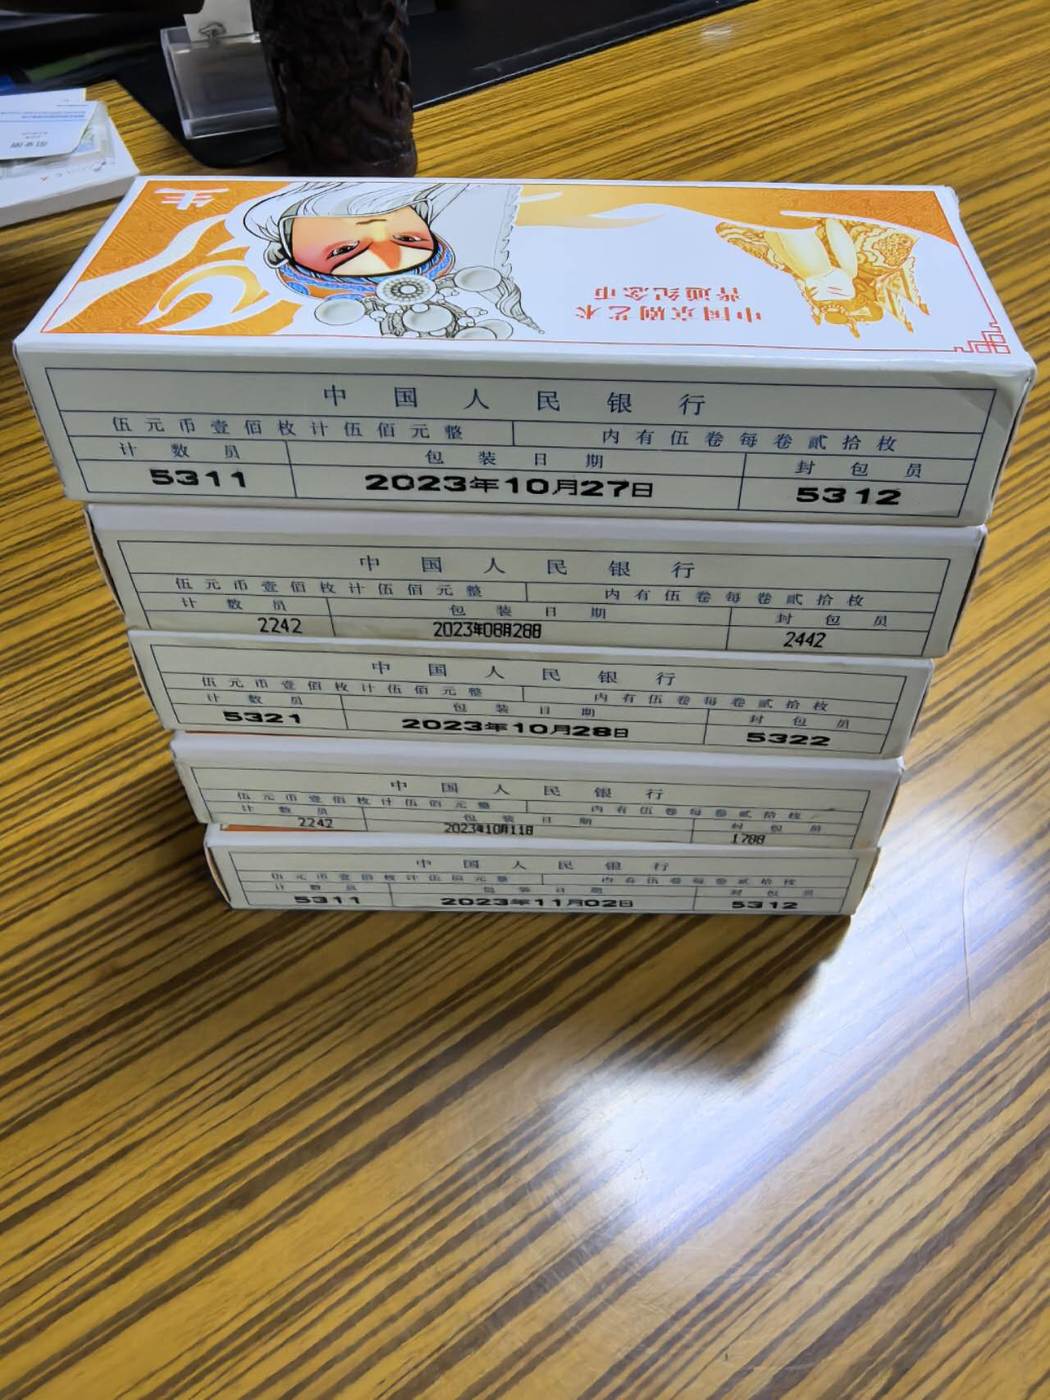 生
中国京剧艺术
普通纪念币
中国人民银行
伍元币壹佰枚计伍佰元整 内有伍卷每卷贰拾枚
计数员 包装日期 封包员
5311 2023年10月27日 5312
中国人民银行
伍元币壹佰枚计伍佰元整 内有伍卷每卷贰拾枚
计数员 包装日期 封包员
2242 2023年08月28日 2442
中国人民银行
伍元币壹佰枚计伍佰元整 内有伍卷每卷贰拾枚
计数员 包装日期 封包员
5321 2023年10月28日 5322
中国人民银行
伍元币壹佰枚计伍佰元整 内有伍卷每卷贰拾枚
计数员 包装日期 封包员
2242 2023年10月11日 1788
中国人民银行
伍元币壹佰枚计伍佰元整 内有伍卷每卷贰拾枚
计数员 包装日期 封包员
5311 2023年11月02日 5312